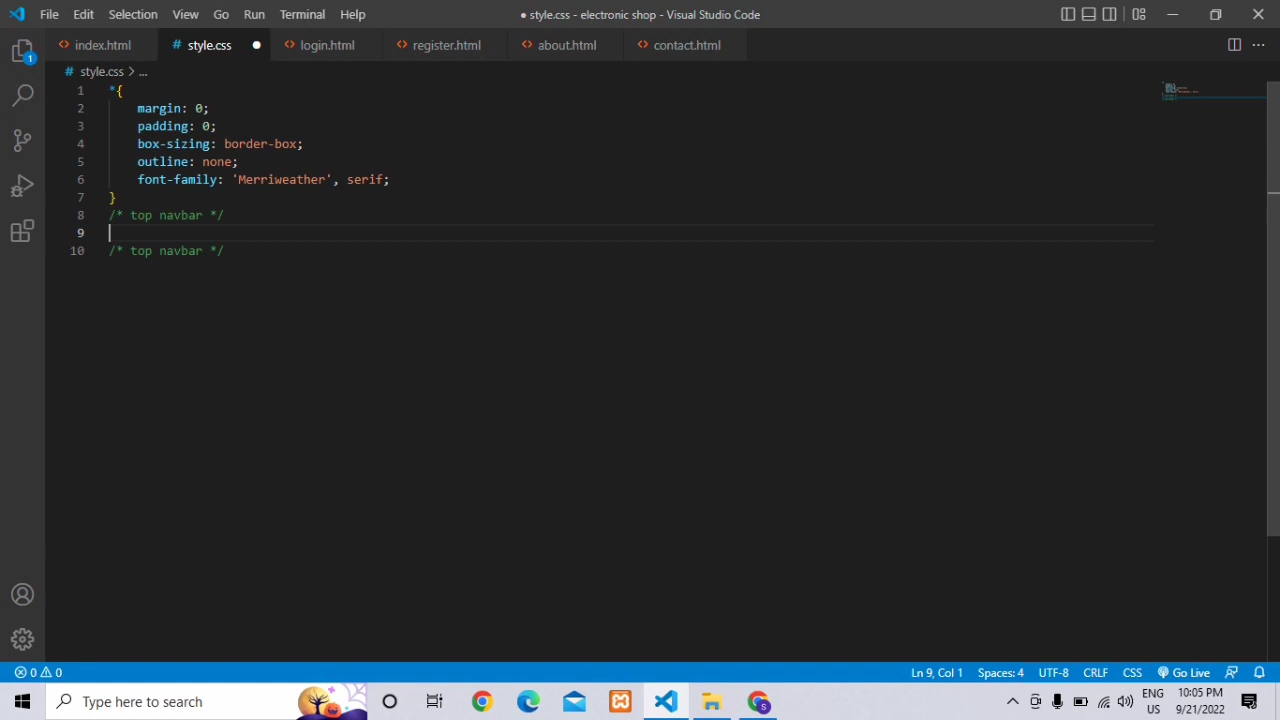 File Edit Selection View Go Run Terminal Help
● style.css - electronic shop - Visual Studio Code
index.html
# style.css
login.html
register.html
about.html
contact.html
# style.css > ...
1 *{
2 margin: 0;
3 padding: 0;
4 box-sizing: border-box;
5 outline: none;
6 font-family: 'Merriweather', serif;
7 }
8 /* top navbar */
9
10 /* top navbar */
1
0 0
Ln 9, Col 1 Spaces: 4 UTF-8 CRLF CSS Go Live
Type here to search
ENG
US
10:05 PM
9/21/2022